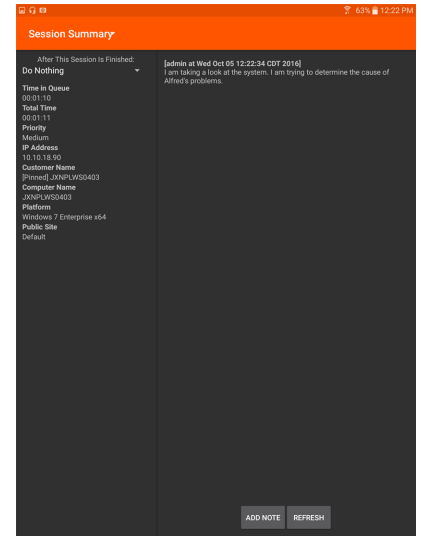 63% 12:22 PM
Session Summary
After This Session Is Finished:
Do Nothing
Time in Queue
00:01:10
Total Time
00:01:11
Priority
Medium
IP Address
10.10.18.90
Customer Name
[Pinned] JXNPLWS0403
Computer Name
JXNPLWS0403
Platform
Windows 7 Enterprise x64
Public Site
Default
[admin at Wed Oct 05 12:22:34 CDT 2016]
I am taking a look at the system. I am trying to determine the cause of
Alfred's problems.
ADD NOTE REFRESH